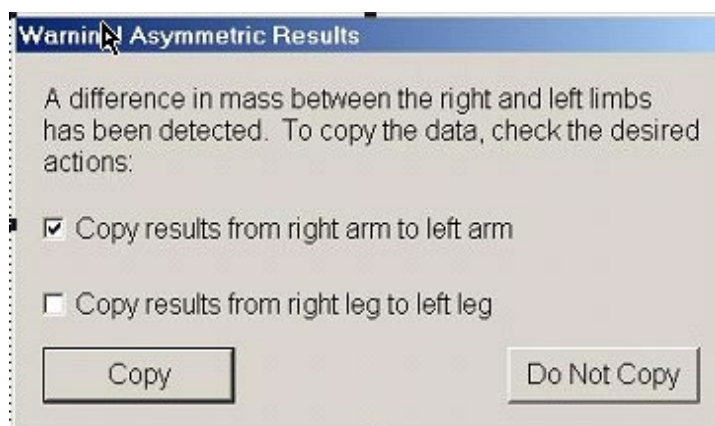 Warning! Asymmetric Results
A difference in mass between the right and left limbs
has been detected. To copy the data, check the desired
actions:
Copy results from right arm to left arm
Copy results from right leg to left leg
Copy
Do Not Copy